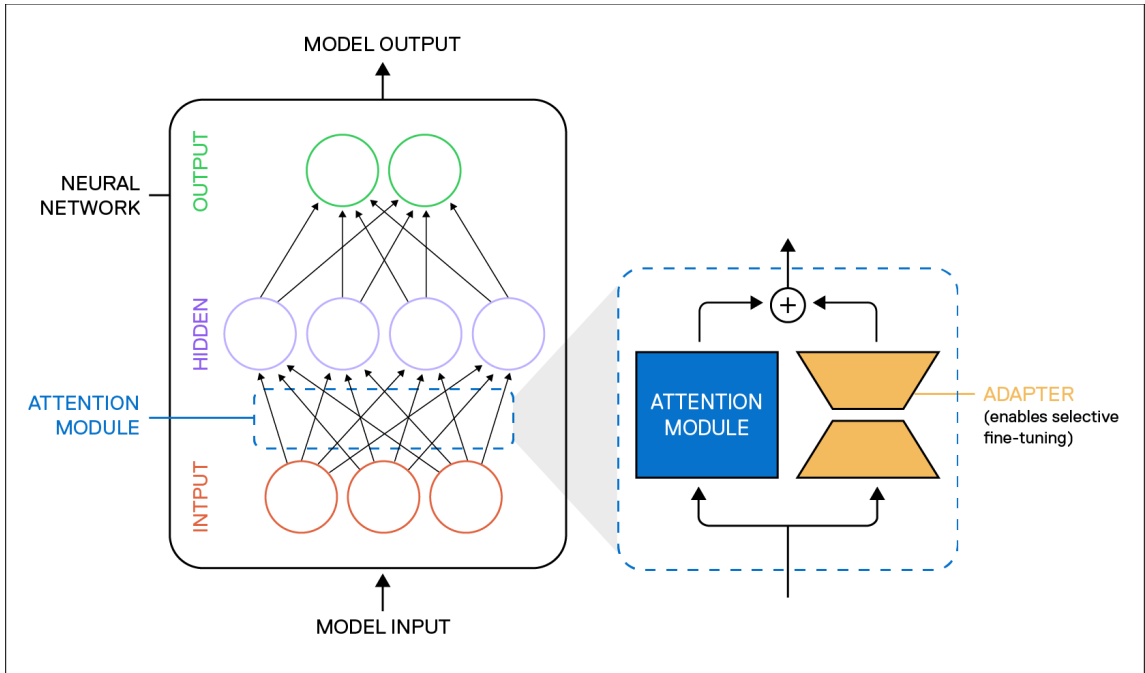 MODEL OUTPUT
NEURAL
NETWORK
OUTPUT
HIDDEN
ATTENTION
MODULE
INTPUT
MODEL INPUT
ATTENTION
MODULE
ADAPTER
(enables selective
fine-tuning)